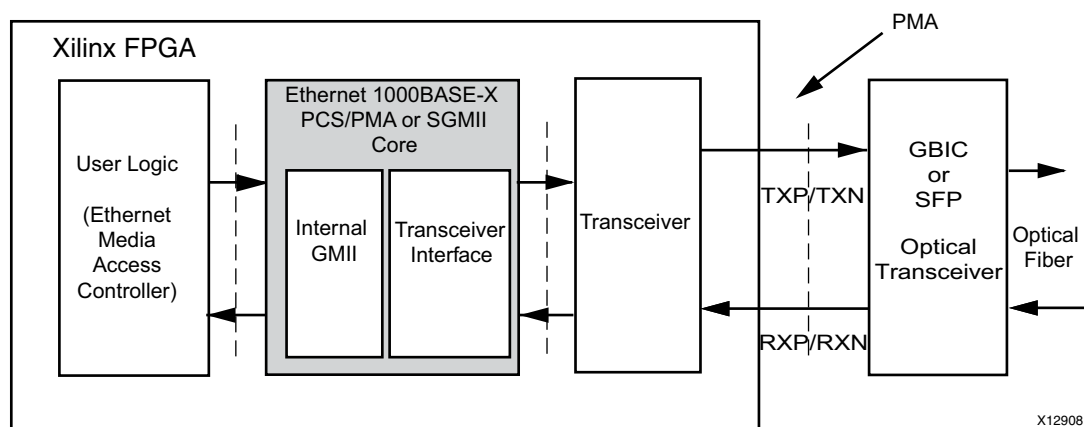 PMA
Xilinx FPGA
Ethernet 1000BASE-X
PCS/PMA or SGMII
Core
User Logic
(Ethernet
Media
Access
Controller)
Internal
GMII
Transceiver
Interface
Transceiver
TXP/TXN
RXP/RXN
GBIC
or
SFP
Optical
Transceiver
Optical
Fiber
X12908